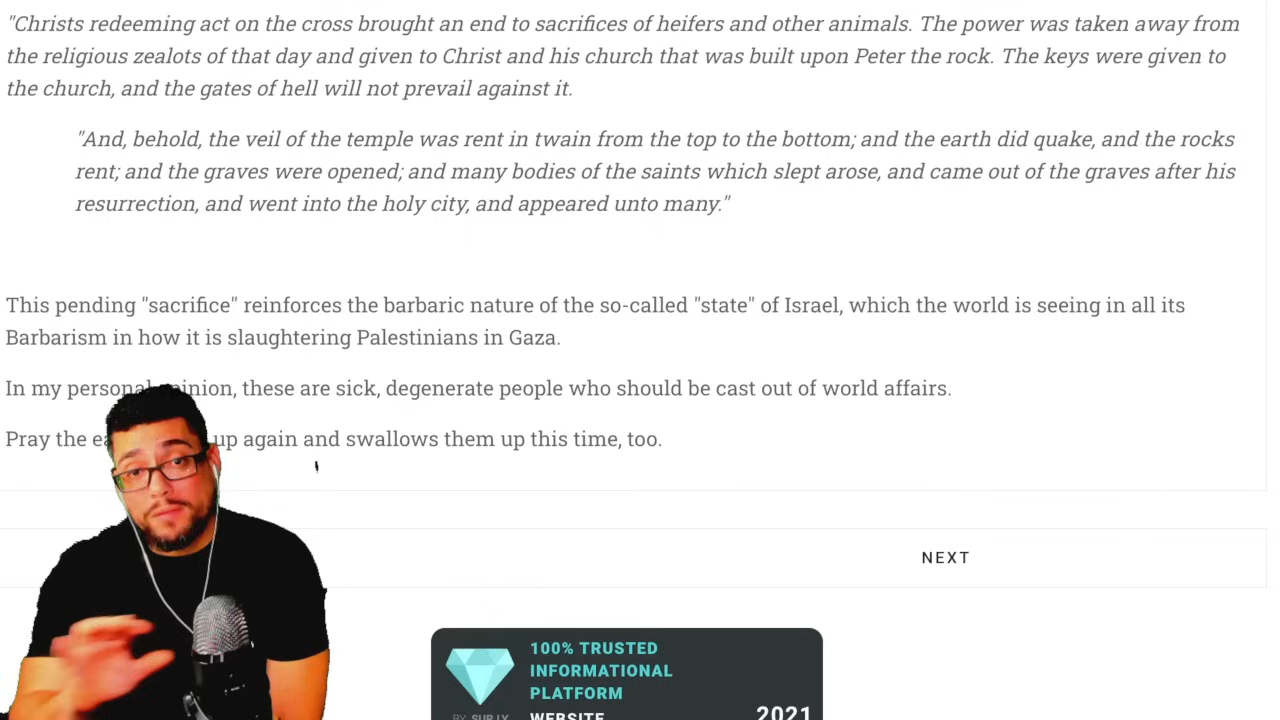 "Christs redeeming act on the cross brought an end to sacrifices of heifers and other animals. The power was taken away from
the religious zealots of that day and given to Christ and his church that was built upon Peter the rock. The keys were given to
the church, and the gates of hell will not prevail against it.
"And, behold, the veil of the temple was rent in twain from the top to the bottom; and the earth did quake, and the rocks
rent; and the graves were opened; and many bodies of the saints which slept arose, and came out of the graves after his
resurrection, and went into the holy city, and appeared unto many."
This pending "sacrifice" reinforces the barbaric nature of the so-called "state" of Israel, which the world is seeing in all its
Barbarism in how it is slaughtering Palestinians in Gaza.
In my personal opinion, these are sick, degenerate people who should be cast out of world affairs.
Pray the up again and swallows them up this time, too.
NEXT
100% TRUSTED
INFORMATIONAL
PLATFORM
BY SUR.LY
WEBSITE
2021